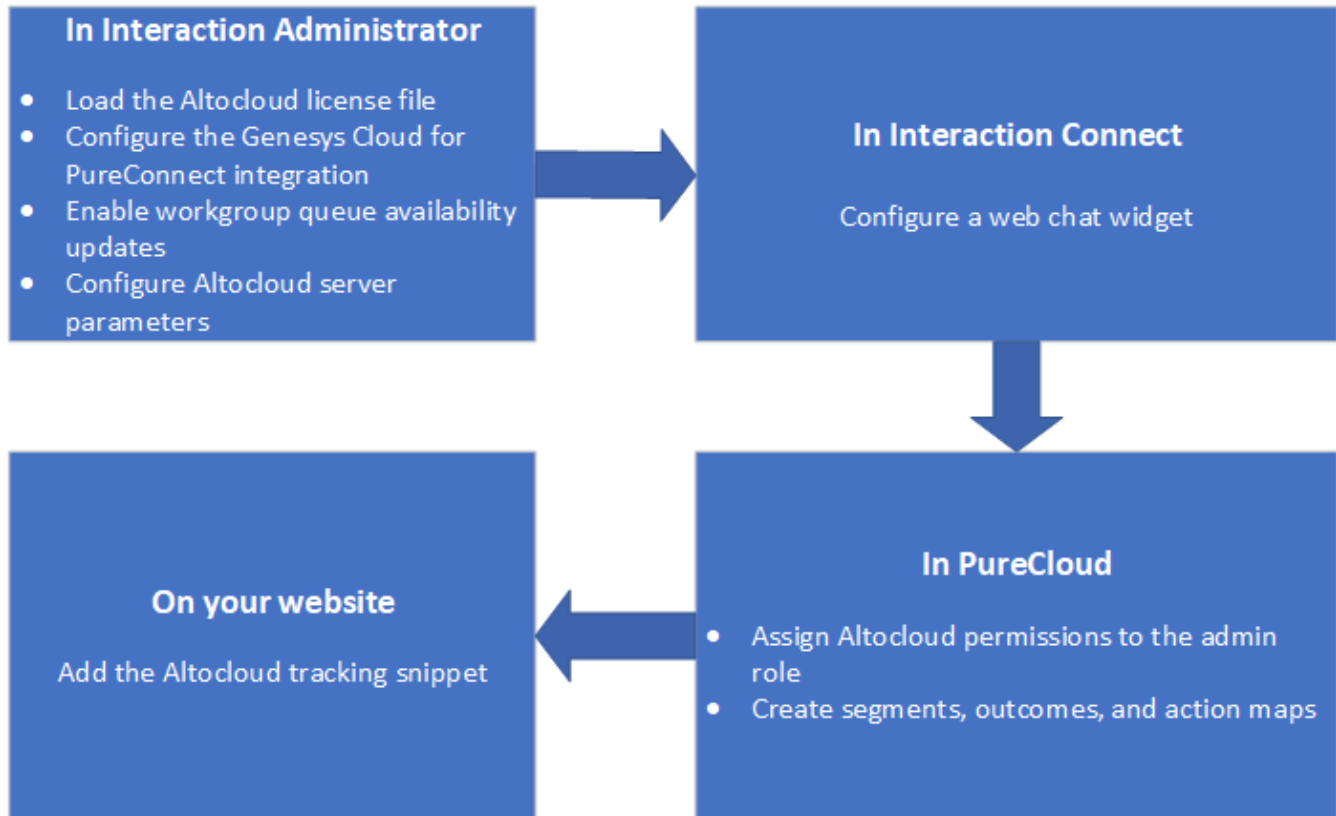 In Interaction Administrator
• Load the Altocloud license file
• Configure the Genesys Cloud for
PureConnect integration
• Enable workgroup queue availability
updates
• Configure Altocloud server
parameters
In Interaction Connect
Configure a web chat widget
In PureCloud
• Assign Altocloud permissions to the admin
role
• Create segments, outcomes, and action maps
On your website
Add the Altocloud tracking snippet